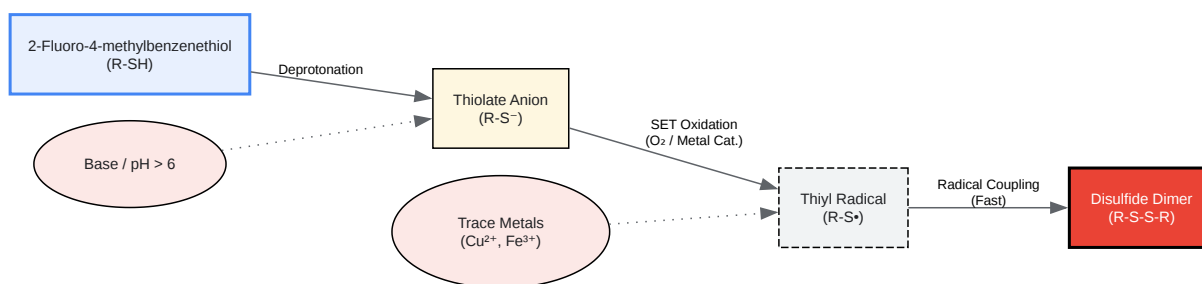 2-Fluoro-4-methylbenzenethiol
(R-SH)
Deprotonation
Base / pH > 6
Thiolate Anion
(R-S⁻)
SET Oxidation
(O₂ / Metal Cat.)
Trace Metals
(Cu²⁺, Fe³⁺)
Thiyl Radical
(R-S•)
Radical Coupling
(Fast)
Disulfide Dimer
(R-S-S-R)